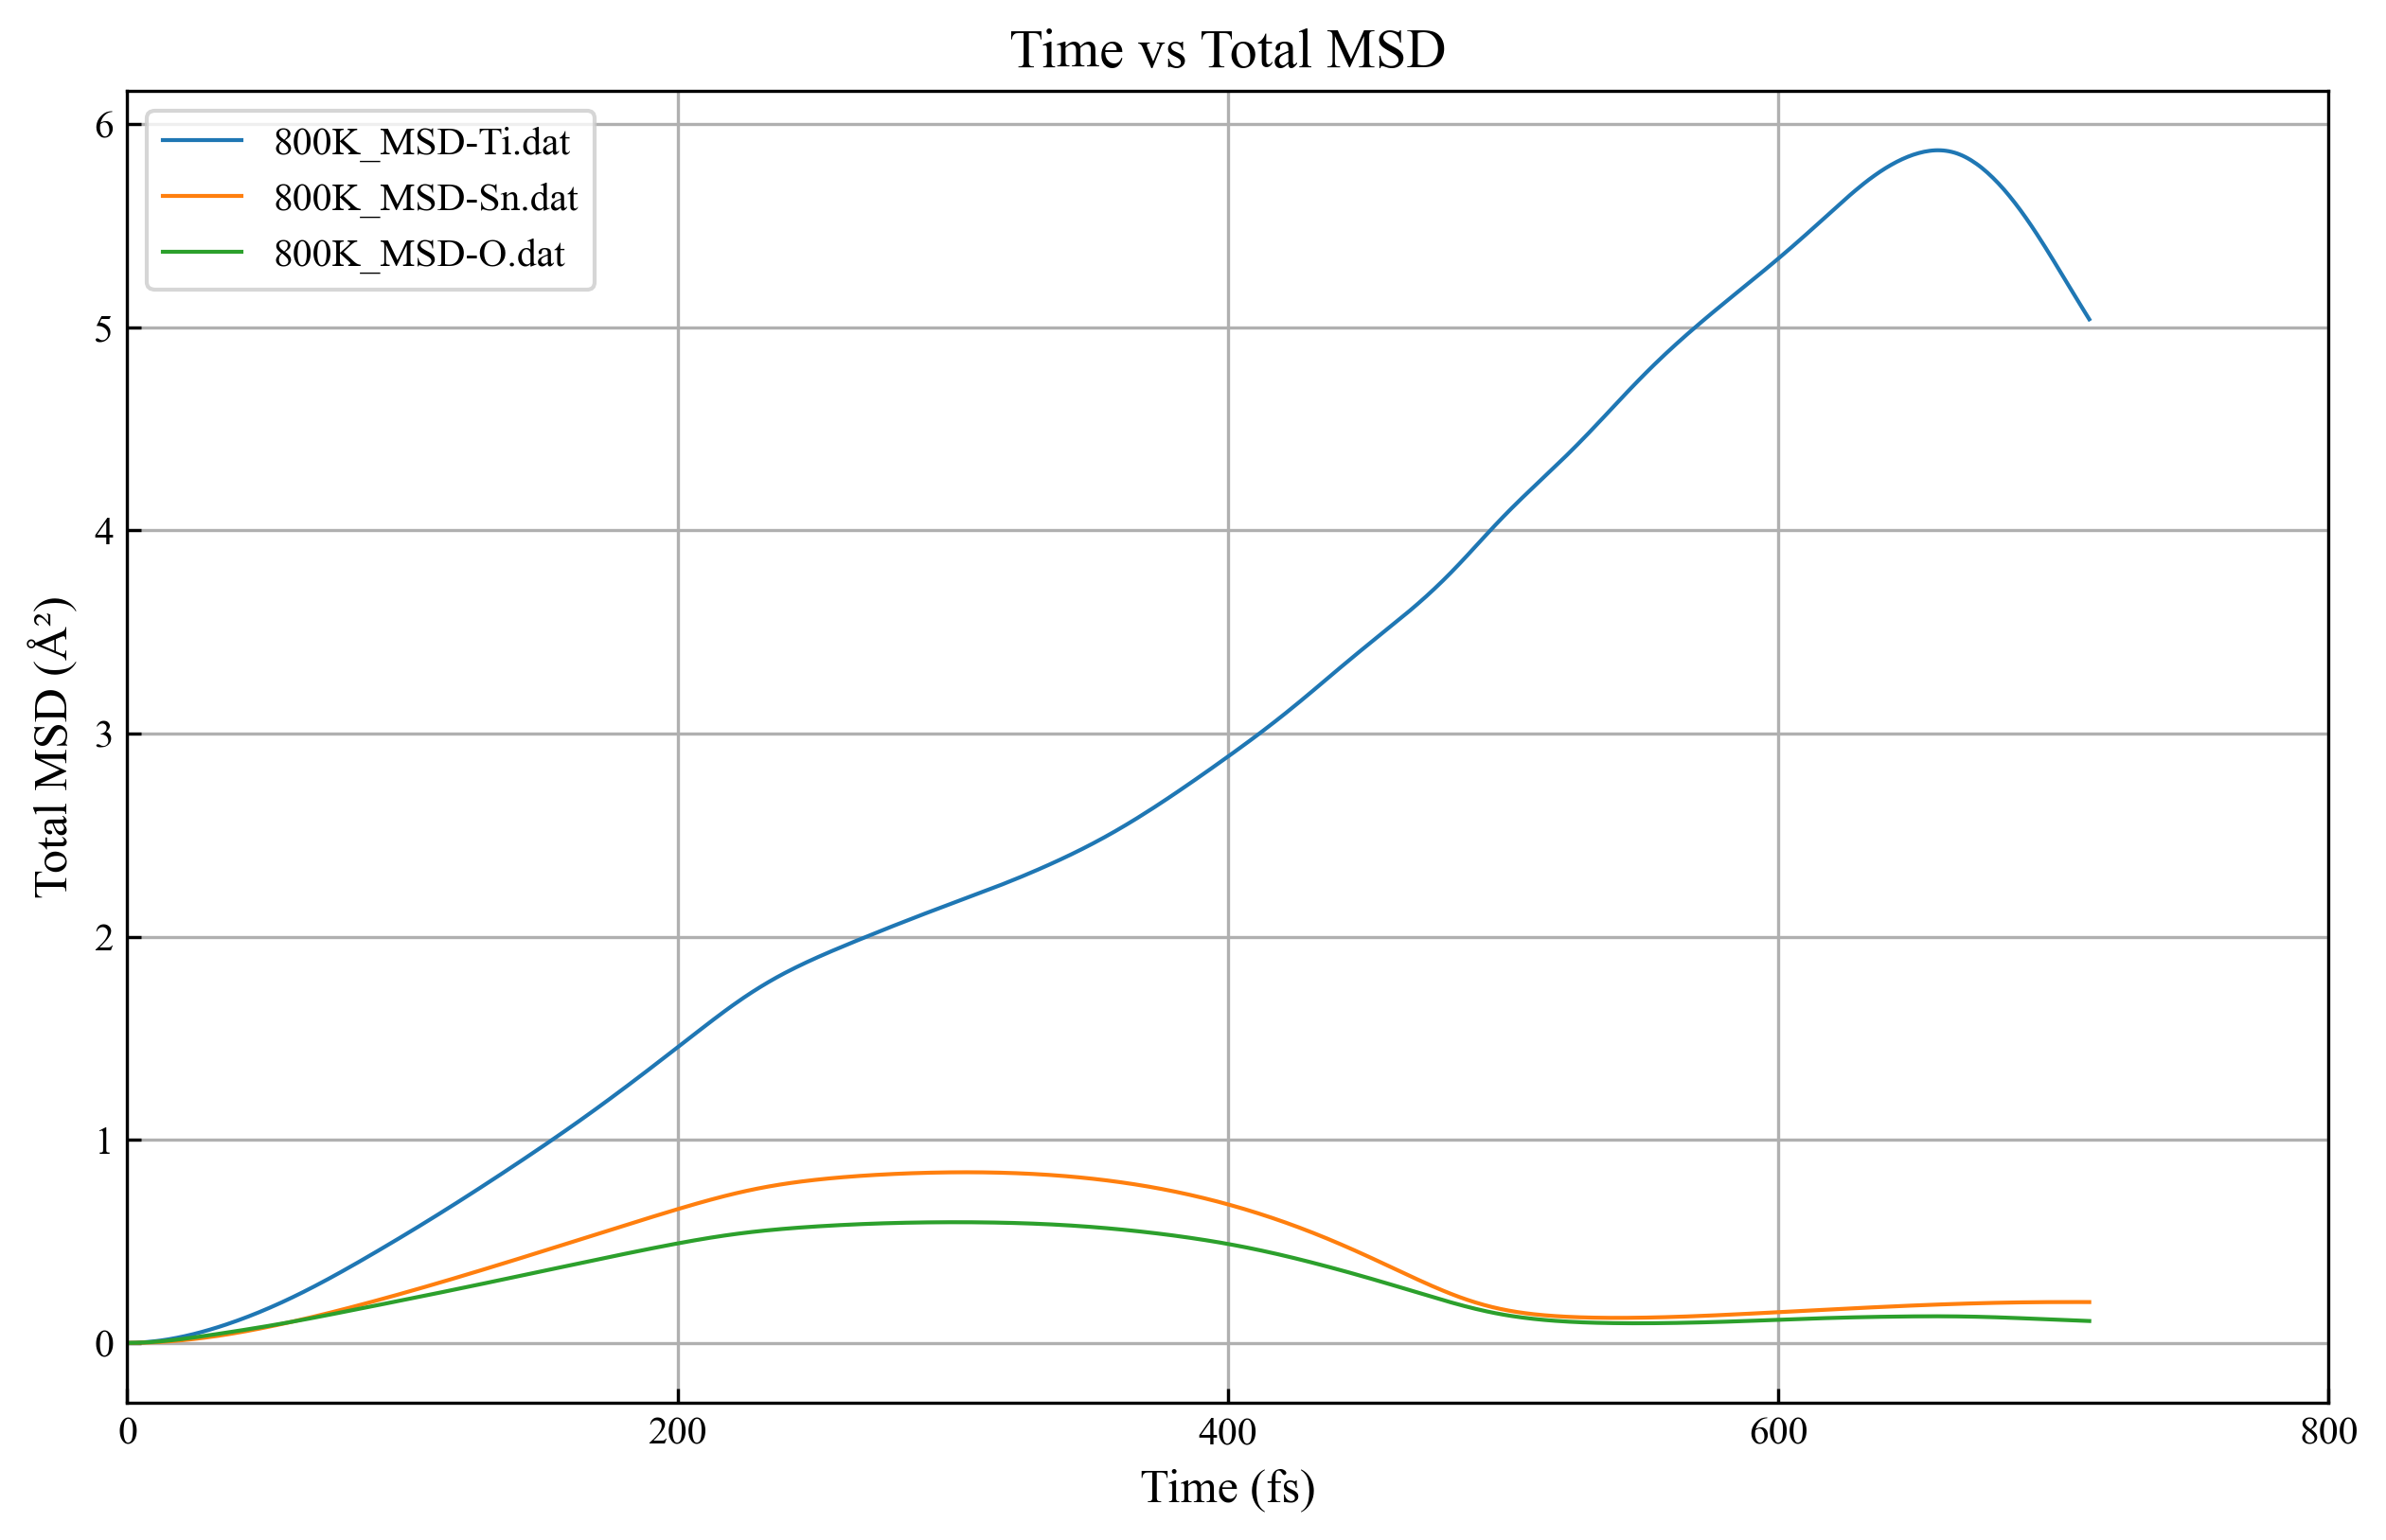 Time vs Total MSD
800K_MSD-Ti.dat
800K_MSD-Sn.dat
800K_MSD-O.dat
Total MSD (Å²)
6
5
4
3
2
1
0
0 200 400 600 800
Time (fs)